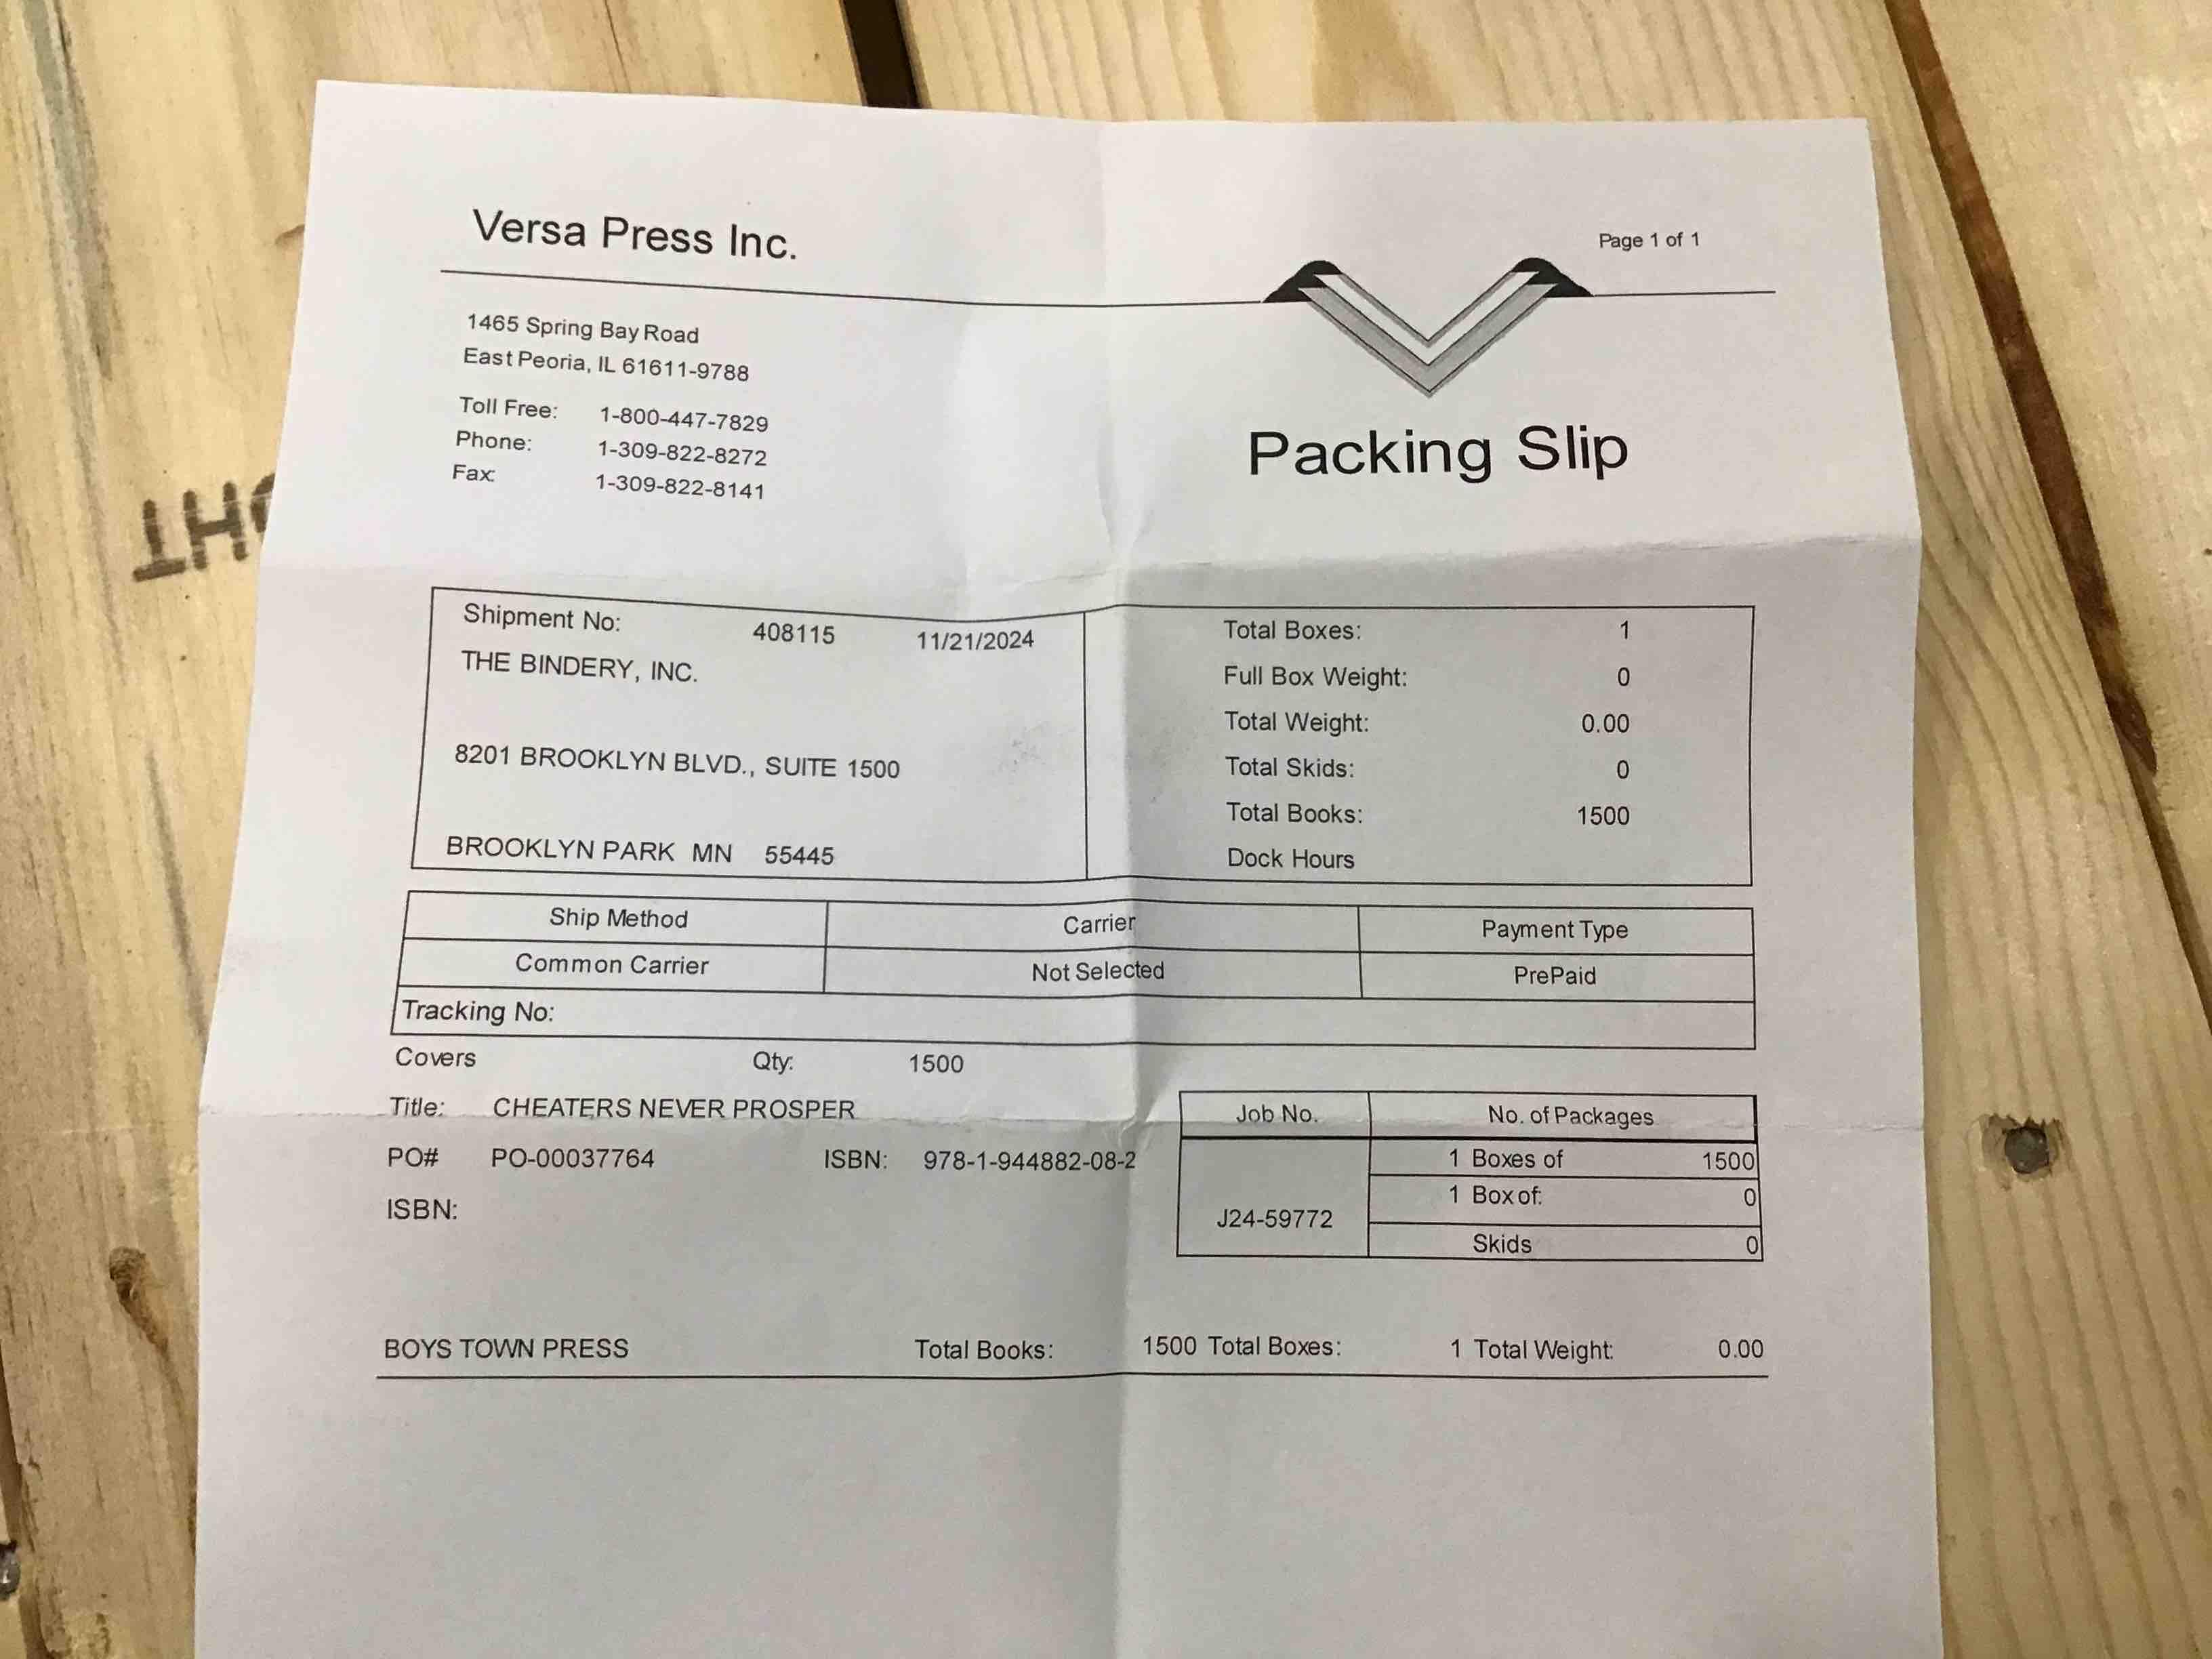 Versa Press Inc.
Page 1 of 1
1465 Spring Bay Road
East Peoria, IL 61611-9788
Toll Free: 1-800-447-7829
Phone: 1-309-822-8272
Fax: 1-309-822-8141
Packing Slip
Shipment No: 408115 11/21/2024
THE BINDERY, INC.
8201 BROOKLYN BLVD., SUITE 1500
BROOKLYN PARK MN 55445
Total Boxes: 1
Full Box Weight: 0
Total Weight: 0.00
Total Skids: 0
Total Books: 1500
Dock Hours
Ship Method Carrier Payment Type
Common Carrier Not Selected PrePaid
Tracking No:
Covers Qty: 1500
Title: CHEATERS NEVER PROSPER
PO# PO-00037764 ISBN: 978-1-944882-08-2
ISBN:
Job No. No. of Packages
J24-59772
1 Boxes of 1500
1 Box of: 0
Skids 0
BOYS TOWN PRESS Total Books: 1500 Total Boxes: 1 Total Weight: 0.00